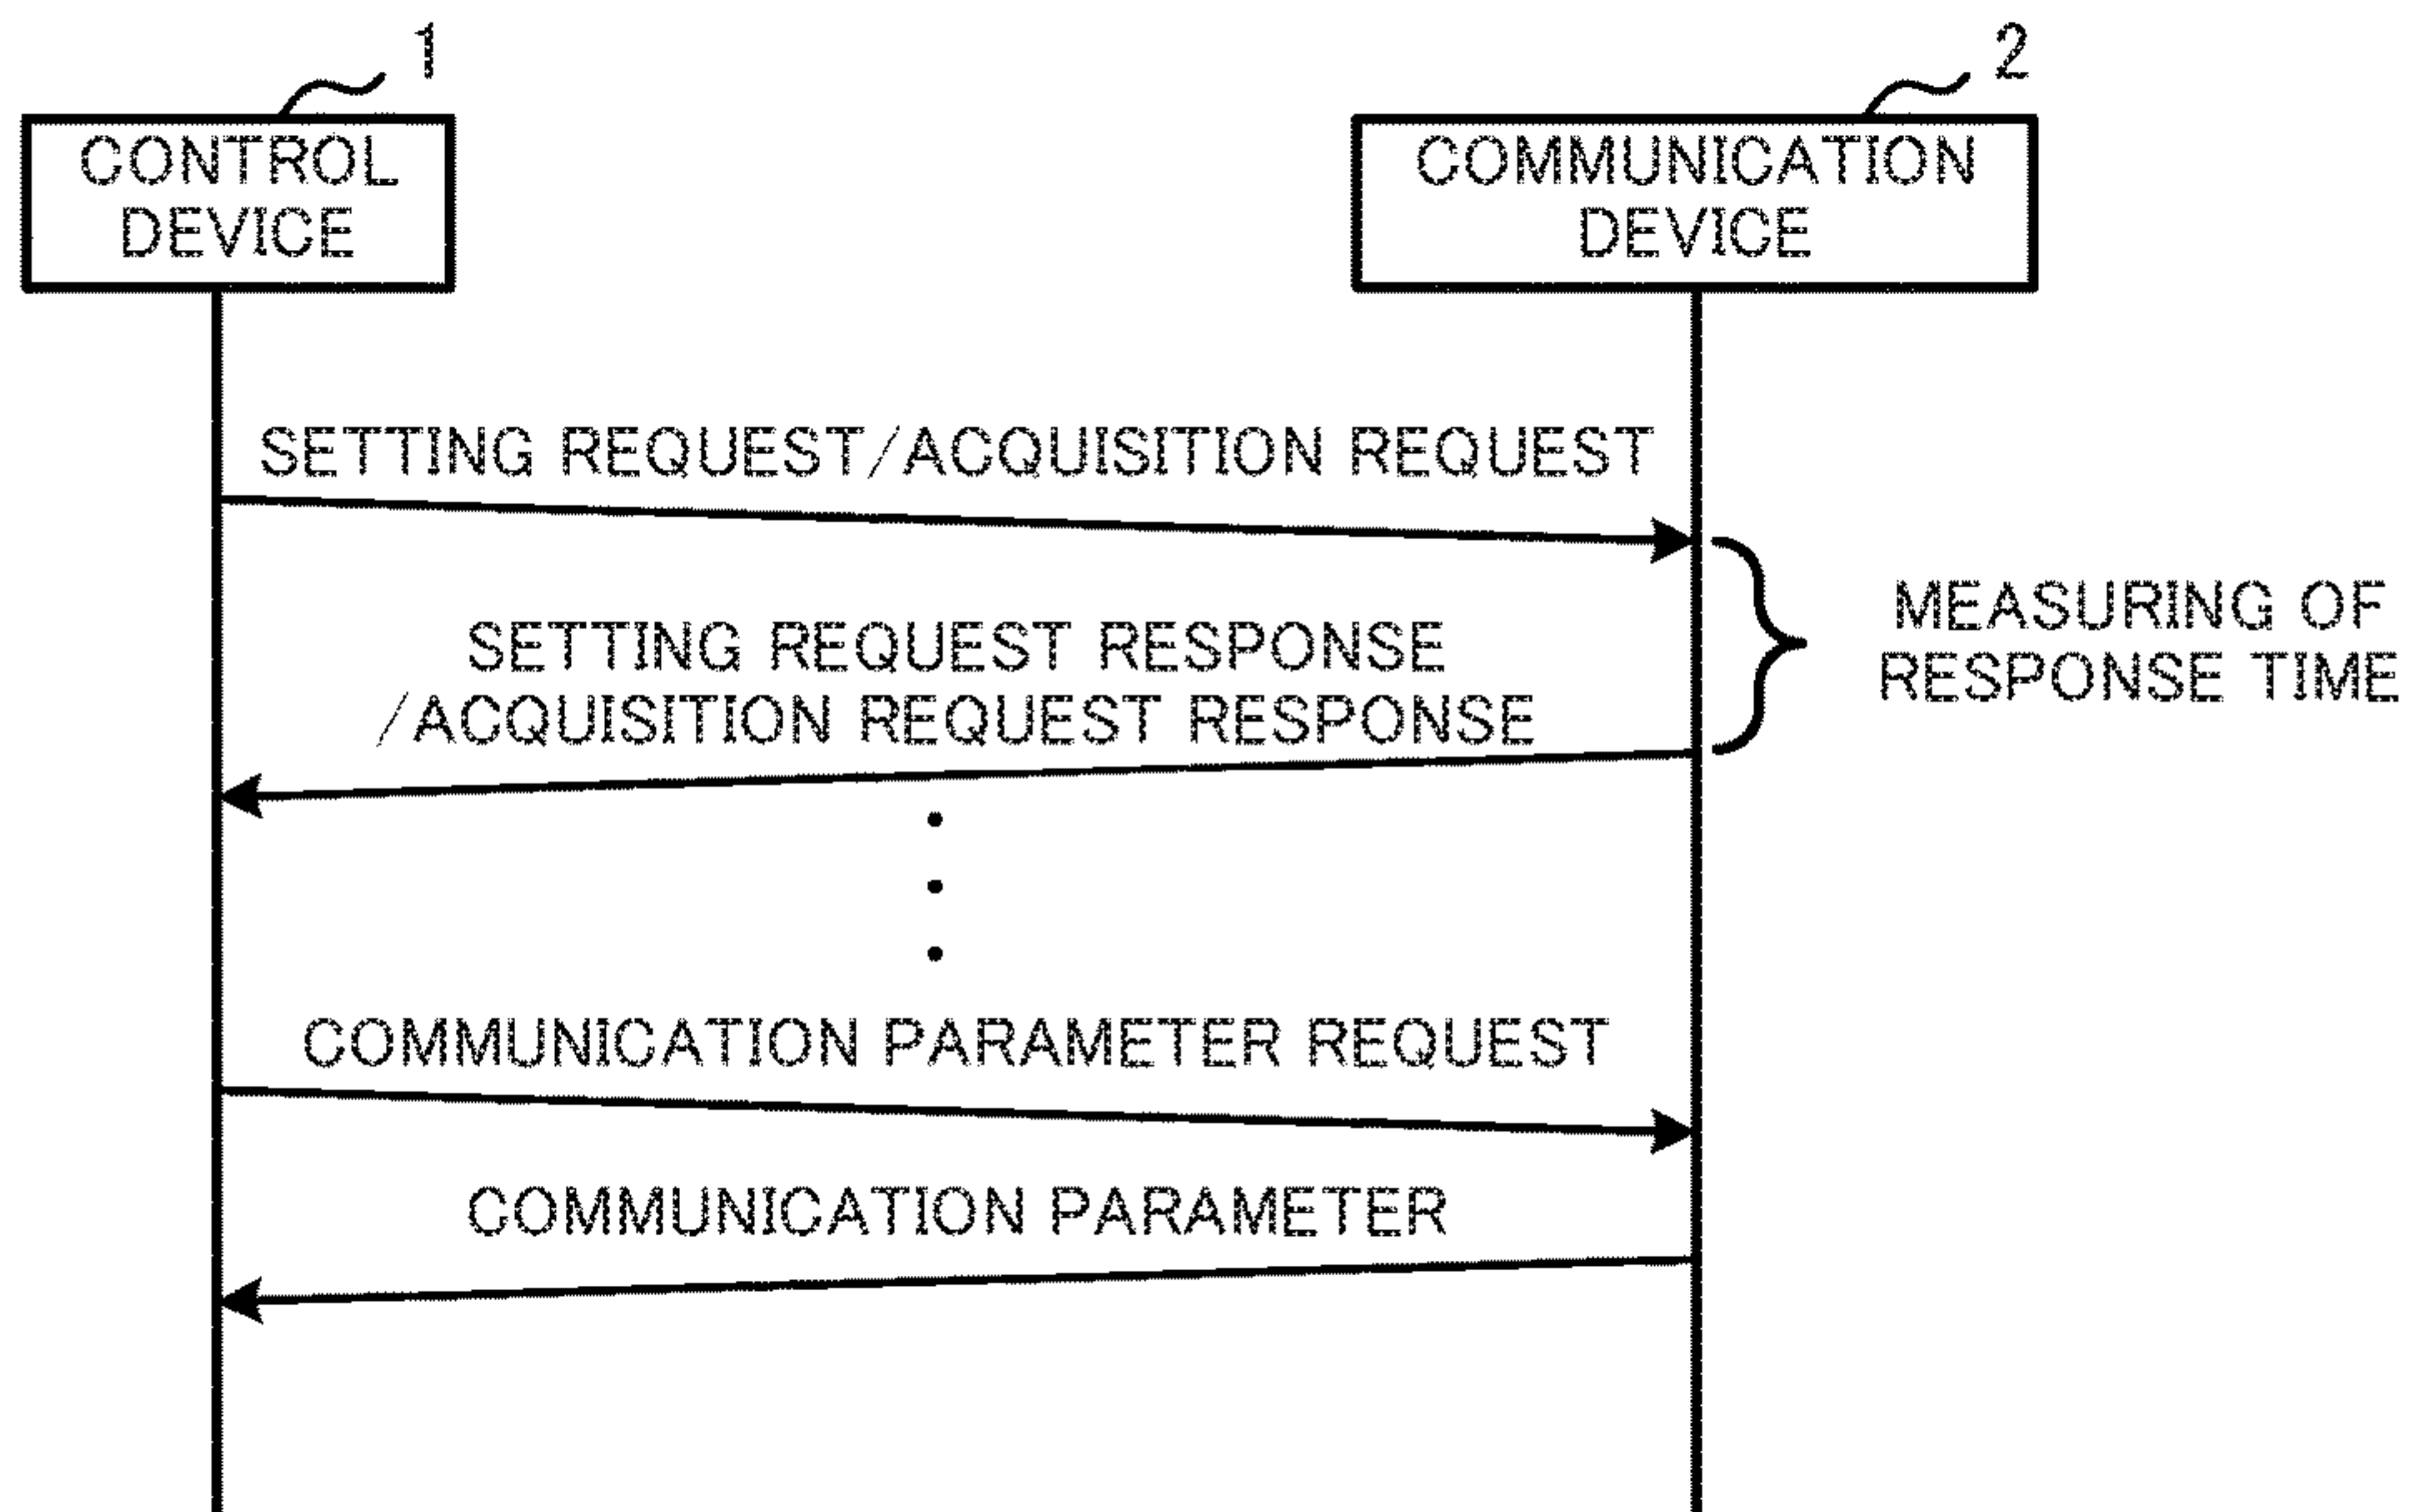 1
2
CONTROL
DEVICE
COMMUNICATION
DEVICE
SETTING REQUEST/ACQUISITION REQUEST
MEASURING OF
RESPONSE TIME
SETTING REQUEST RESPONSE
/ACQUISITION REQUEST RESPONSE
COMMUNICATION PARAMETER REQUEST
COMMUNICATION PARAMETER